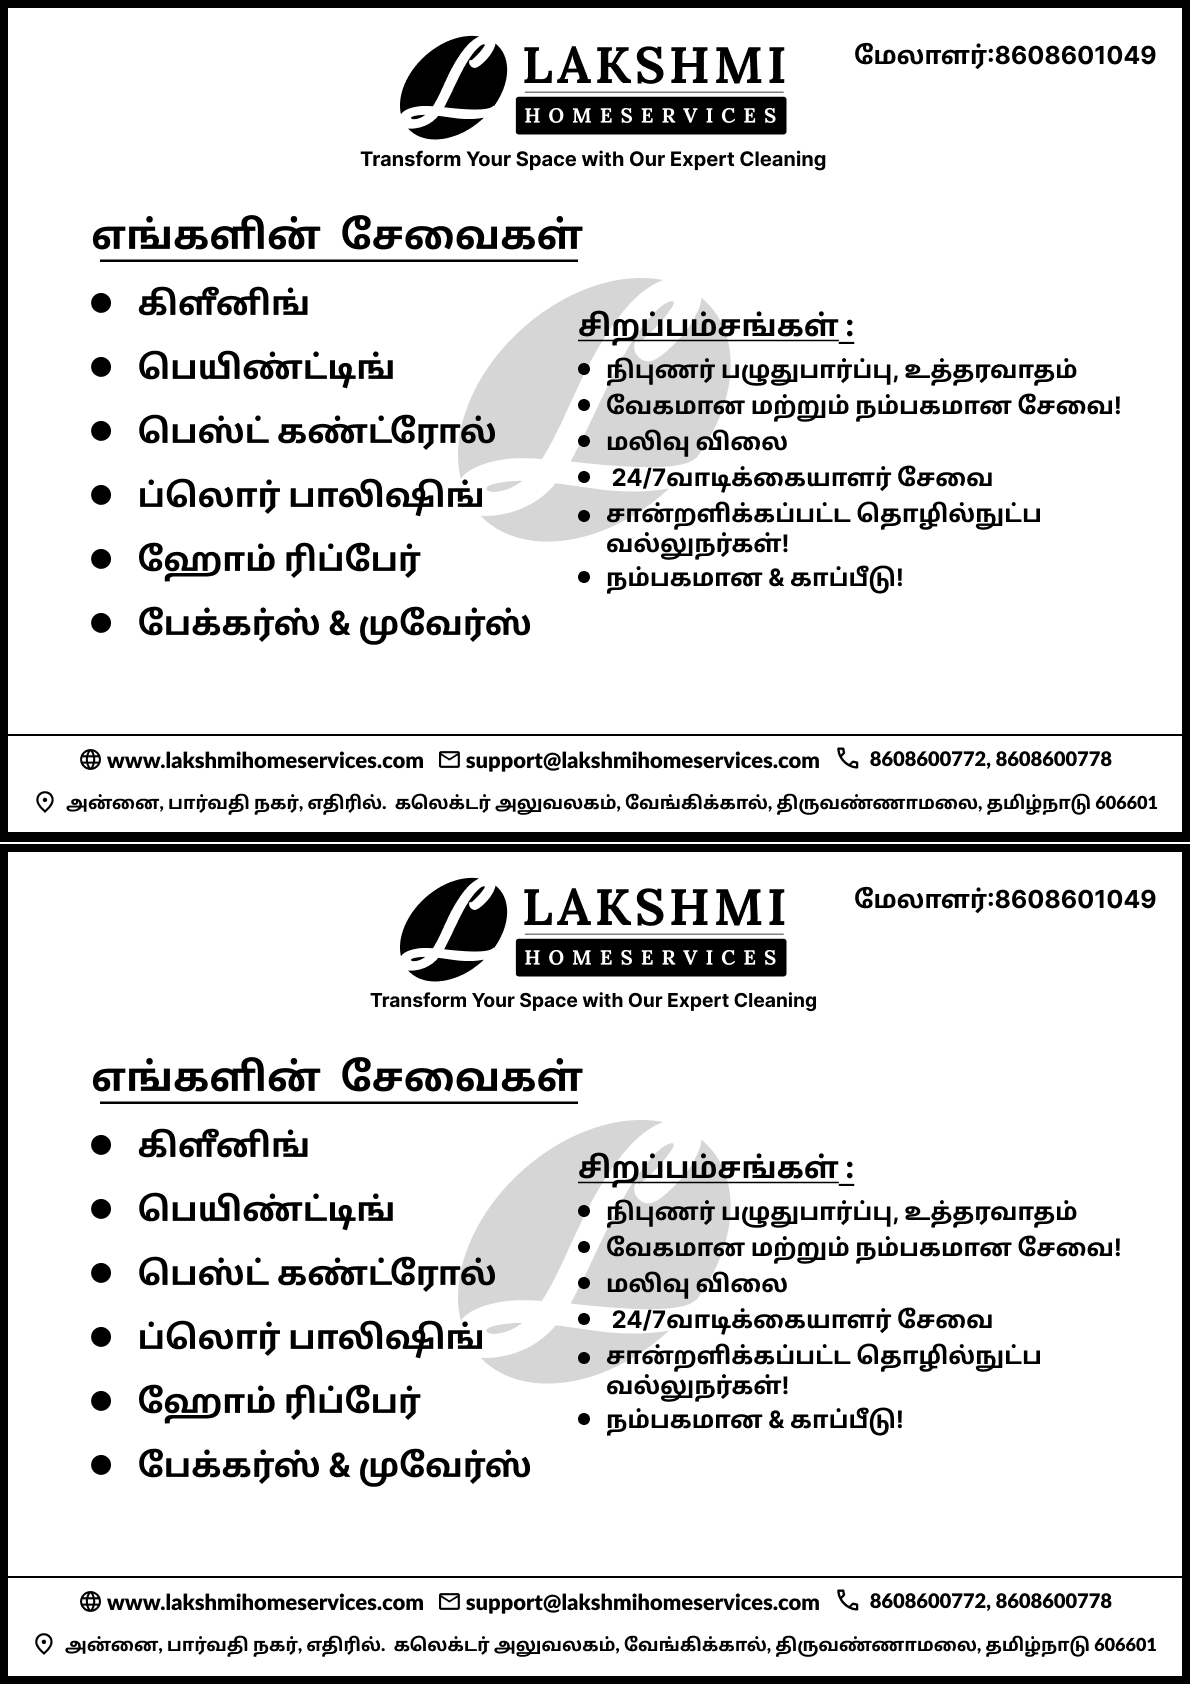 LAKSHMI
மேலாளர்:8608601049
HOMESERVICES
Transform Your Space with Our Expert Cleaning
எங்களின் சேவைகள்
கிளீனிங்
பெயிண்ட்டிங்
பெஸ்ட் கண்ட்ரோல்
ப்லொர் பாலிஷிங்
ஹோம் ரிப்பேர்
பேக்கர்ஸ் & முவேர்ஸ்
சிறப்பம்சங்கள் :
நிபுணர் பழுதுபார்ப்பு, உத்தரவாதம்
வேகமான மற்றும் நம்பகமான சேவை!
மலிவு விலை
24/7வாடிக்கையாளர் சேவை
சான்றளிக்கப்பட்ட தொழில்நுட்ப
வல்லுநர்கள்!
நம்பகமான & காப்பீடு!
www.lakshmihomeservices.com support@lakshmihomeservices.com 8608600772, 8608600778
அன்னை, பார்வதி நகர், எதிரில். கலெக்டர் அலுவலகம், வேங்கிக்கால், திருவண்ணாமலை, தமிழ்நாடு 606601
LAKSHMI
மேலாளர்:8608601049
HOMESERVICES
Transform Your Space with Our Expert Cleaning
எங்களின் சேவைகள்
கிளீனிங்
பெயிண்ட்டிங்
பெஸ்ட் கண்ட்ரோல்
ப்லொர் பாலிஷிங்
ஹோம் ரிப்பேர்
பேக்கர்ஸ் & முவேர்ஸ்
சிறப்பம்சங்கள் :
நிபுணர் பழுதுபார்ப்பு, உத்தரவாதம்
வேகமான மற்றும் நம்பகமான சேவை!
மலிவு விலை
24/7வாடிக்கையாளர் சேவை
சான்றளிக்கப்பட்ட தொழில்நுட்ப
வல்லுநர்கள்!
நம்பகமான & காப்பீடு!
www.lakshmihomeservices.com support@lakshmihomeservices.com 8608600772, 8608600778
அன்னை, பார்வதி நகர், எதிரில். கலெக்டர் அலுவலகம், வேங்கிக்கால், திருவண்ணாமலை, தமிழ்நாடு 606601